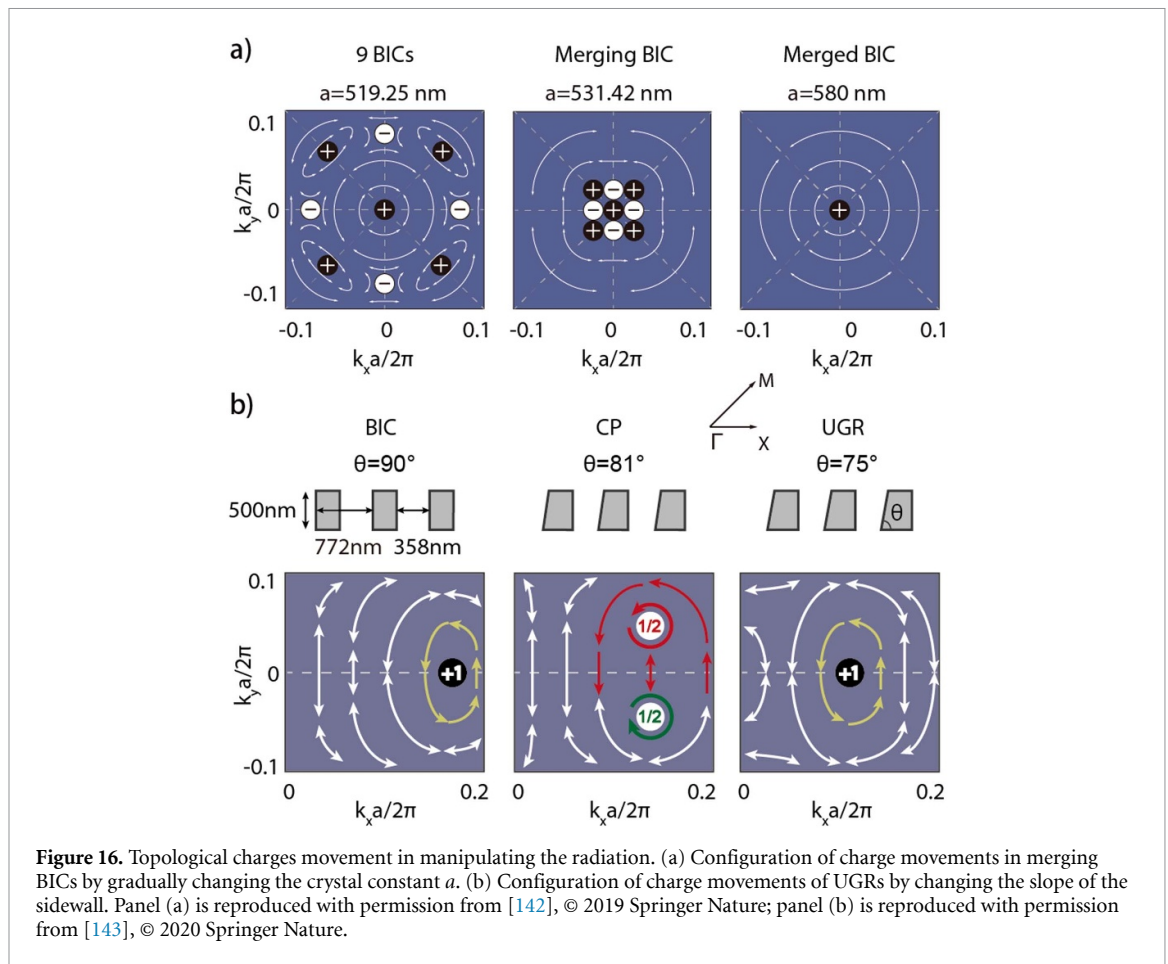 a)
9 BICs
Merging BIC
Merged BIC
a=519.25 nm
a=531.42 nm
a=580 nm
0.1
0
-0.1
kya/2π
-0.1
0
0.1
-0.1
0
0.1
-0.1
0
0.1
kxa/2π
kxa/2π
kxa/2π
+
−
+
−
+
−
+
−
+
+
−
+
−
+
−
+
−
+
+
M
Γ
X
b)
BIC
CP
UGR
θ=90°
θ=81°
θ=75°
500nm
θ
772nm
358nm
0.1
0
-0.1
kya/2π
+1
1/2
1/2
+1
0
0.2
0
0.2
0
0.2
kxa/2π
kxa/2π
kxa/2π
Figure 16. Topological charges movement in manipulating the radiation. (a) Configuration of charge movements in merging
BICs by gradually changing the crystal constant a. (b) Configuration of charge movements of UGRs by changing the slope of the
sidewall. Panel (a) is reproduced with permission from [142], © 2019 Springer Nature; panel (b) is reproduced with permission
from [143], © 2020 Springer Nature.